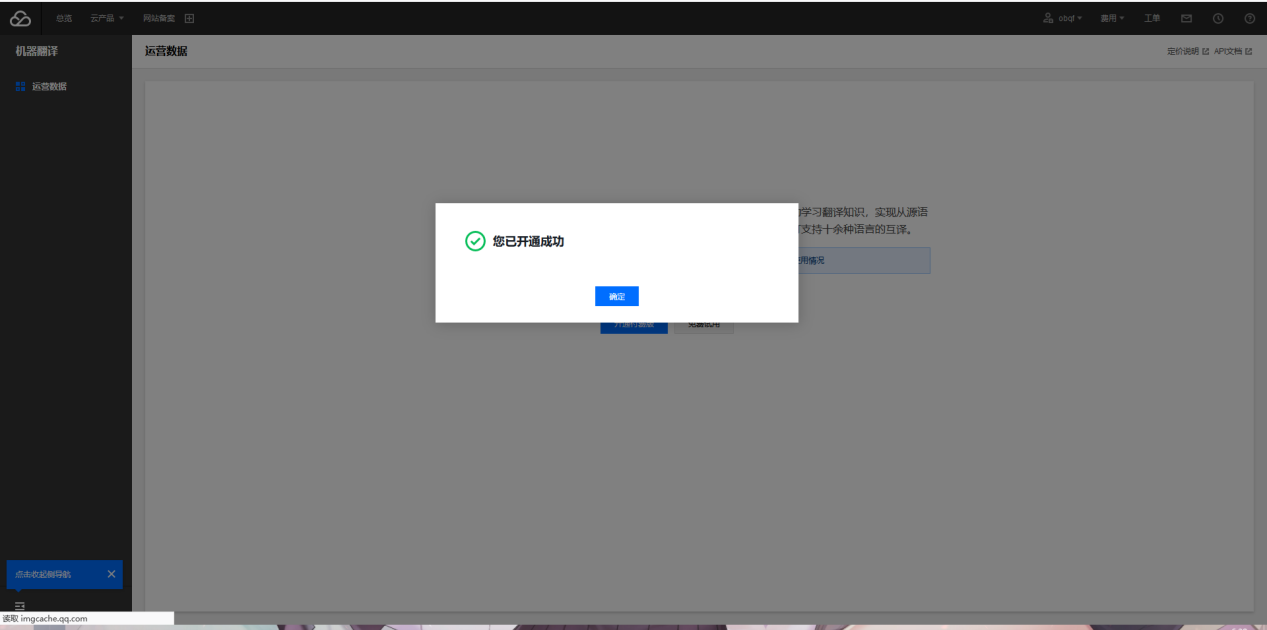 总览 云产品 网站备案 obqf 费用 工单
机器翻译
运营数据 定价说明 API文档
运营数据
学习翻译知识，实现从源语
支持十余种语言的互译。
用情况
您已开通成功
确定
开通付费版 免费试用
点击收起侧导航
读取 imgcache.qq.com